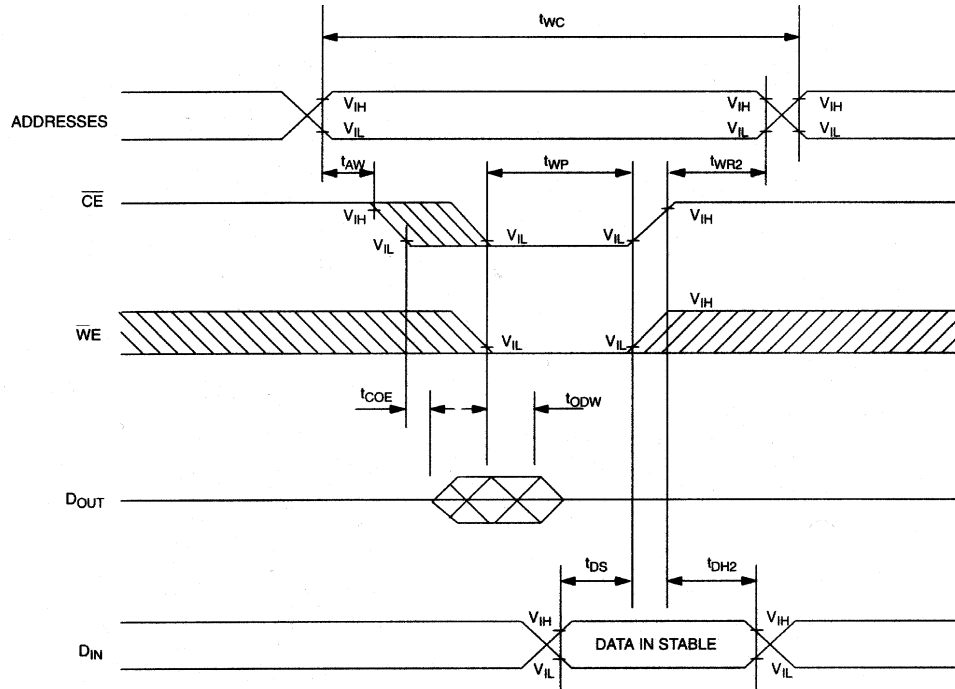 tWC
ADDRESSES
VIH
VIL
VIH
VIL
VIH
VIL
tAW
tWP
tWR2
CE
VIH
VIL
VIL
VIL
VIH
WE
VIL
VIL
VIH
tCOE
tODW
DOUT
tDS
tDH2
DIN
VIH
VIL
DATA IN STABLE
VIH
VIL